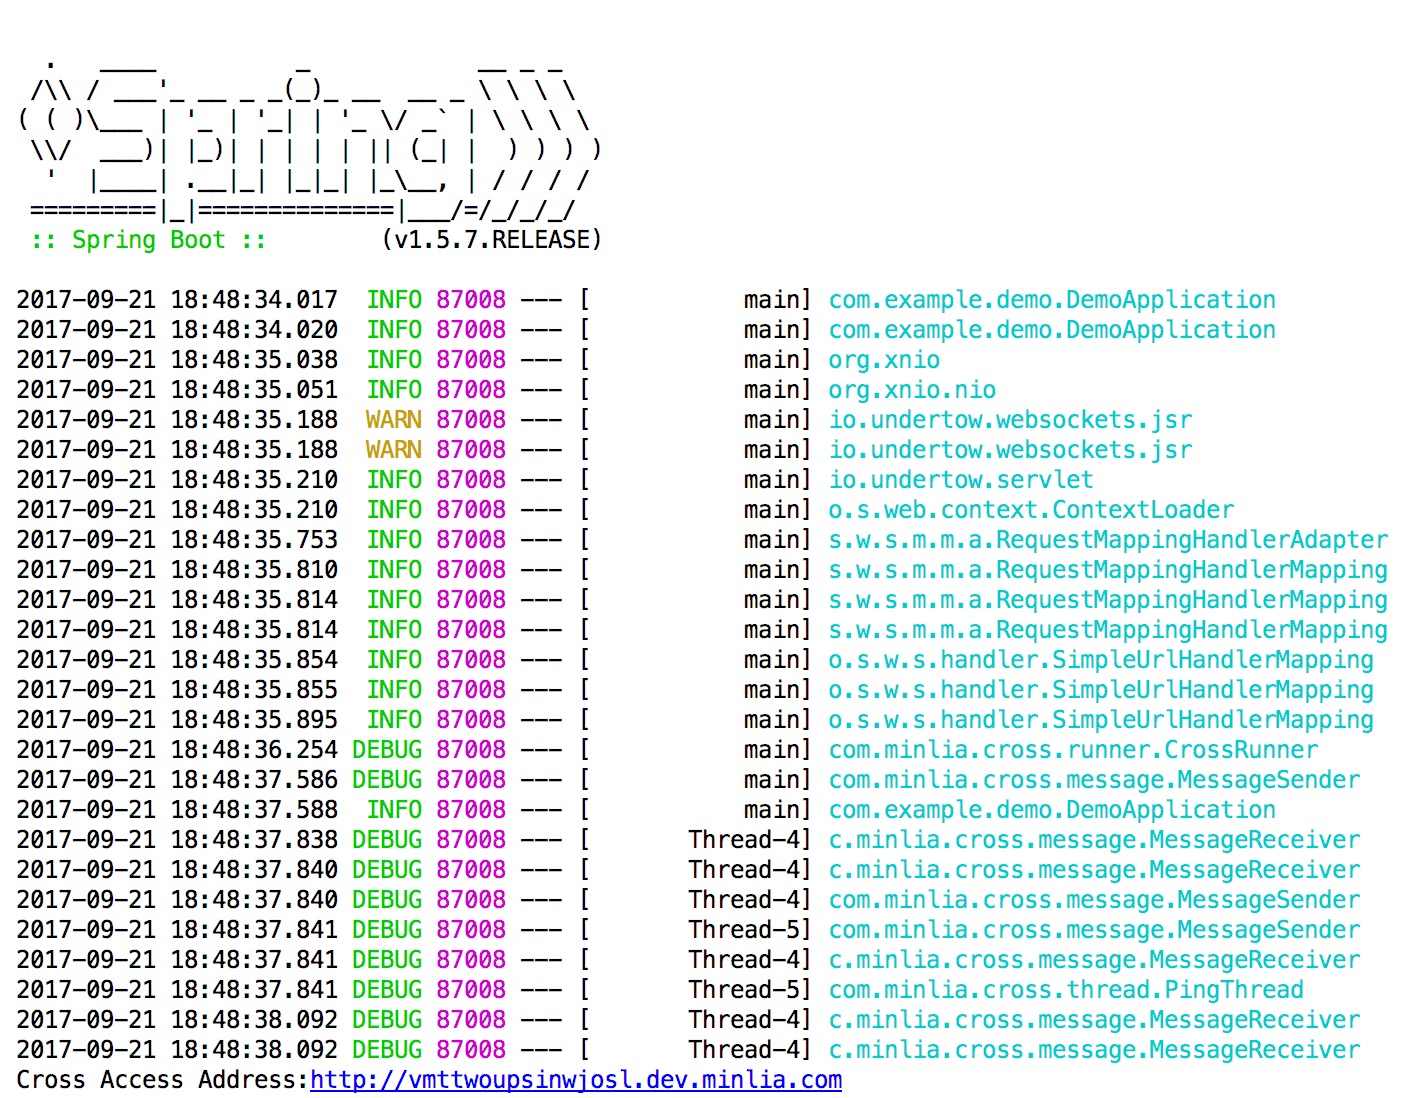 .   ____          _            __ _ _
 /\\ / ___'_ __ _ _(_)_ __  __ _ \ \ \ \
( ( )\___ | '_ | '_| | '_ \/ _` | \ \ \ \
 \\/  ___)| |_)| | | | | || (_| |  ) ) ) )
  '  |____| .__|_| |_|_| |_\__, | / / / /
 =========|_|==============|___/=/_/_/_/
 :: Spring Boot ::        (v1.5.7.RELEASE)
2017-09-21 18:48:34.017  INFO 87008 --- [           main] com.example.demo.DemoApplication
2017-09-21 18:48:34.020  INFO 87008 --- [           main] com.example.demo.DemoApplication
2017-09-21 18:48:35.038  INFO 87008 --- [           main] org.xnio
2017-09-21 18:48:35.051  INFO 87008 --- [           main] org.xnio.nio
2017-09-21 18:48:35.188  WARN 87008 --- [           main] io.undertow.websockets.jsr
2017-09-21 18:48:35.188  WARN 87008 --- [           main] io.undertow.websockets.jsr
2017-09-21 18:48:35.210  INFO 87008 --- [           main] io.undertow.servlet
2017-09-21 18:48:35.210  INFO 87008 --- [           main] o.s.web.context.ContextLoader
2017-09-21 18:48:35.753  INFO 87008 --- [           main] s.w.s.m.m.a.RequestMappingHandlerAdapter
2017-09-21 18:48:35.810  INFO 87008 --- [           main] s.w.s.m.m.a.RequestMappingHandlerMapping
2017-09-21 18:48:35.814  INFO 87008 --- [           main] s.w.s.m.m.a.RequestMappingHandlerMapping
2017-09-21 18:48:35.814  INFO 87008 --- [           main] s.w.s.m.m.a.RequestMappingHandlerMapping
2017-09-21 18:48:35.854  INFO 87008 --- [           main] o.s.w.s.handler.SimpleUrlHandlerMapping
2017-09-21 18:48:35.855  INFO 87008 --- [           main] o.s.w.s.handler.SimpleUrlHandlerMapping
2017-09-21 18:48:35.895  INFO 87008 --- [           main] o.s.w.s.handler.SimpleUrlHandlerMapping
2017-09-21 18:48:36.254 DEBUG 87008 --- [           main] com.minlia.cross.runner.CrossRunner
2017-09-21 18:48:37.586 DEBUG 87008 --- [           main] com.minlia.cross.message.MessageSender
2017-09-21 18:48:37.588  INFO 87008 --- [           main] com.example.demo.DemoApplication
2017-09-21 18:48:37.838 DEBUG 87008 --- [       Thread-4] c.minlia.cross.message.MessageReceiver
2017-09-21 18:48:37.840 DEBUG 87008 --- [       Thread-4] c.minlia.cross.message.MessageReceiver
2017-09-21 18:48:37.840 DEBUG 87008 --- [       Thread-4] com.minlia.cross.message.MessageSender
2017-09-21 18:48:37.841 DEBUG 87008 --- [       Thread-5] com.minlia.cross.message.MessageSender
2017-09-21 18:48:37.841 DEBUG 87008 --- [       Thread-4] c.minlia.cross.message.MessageReceiver
2017-09-21 18:48:37.841 DEBUG 87008 --- [       Thread-5] com.minlia.cross.thread.PingThread
2017-09-21 18:48:38.092 DEBUG 87008 --- [       Thread-4] c.minlia.cross.message.MessageReceiver
2017-09-21 18:48:38.092 DEBUG 87008 --- [       Thread-4] c.minlia.cross.message.MessageReceiver
Cross Access Address:http://vmttwoupsinwjosl.dev.minlia.com